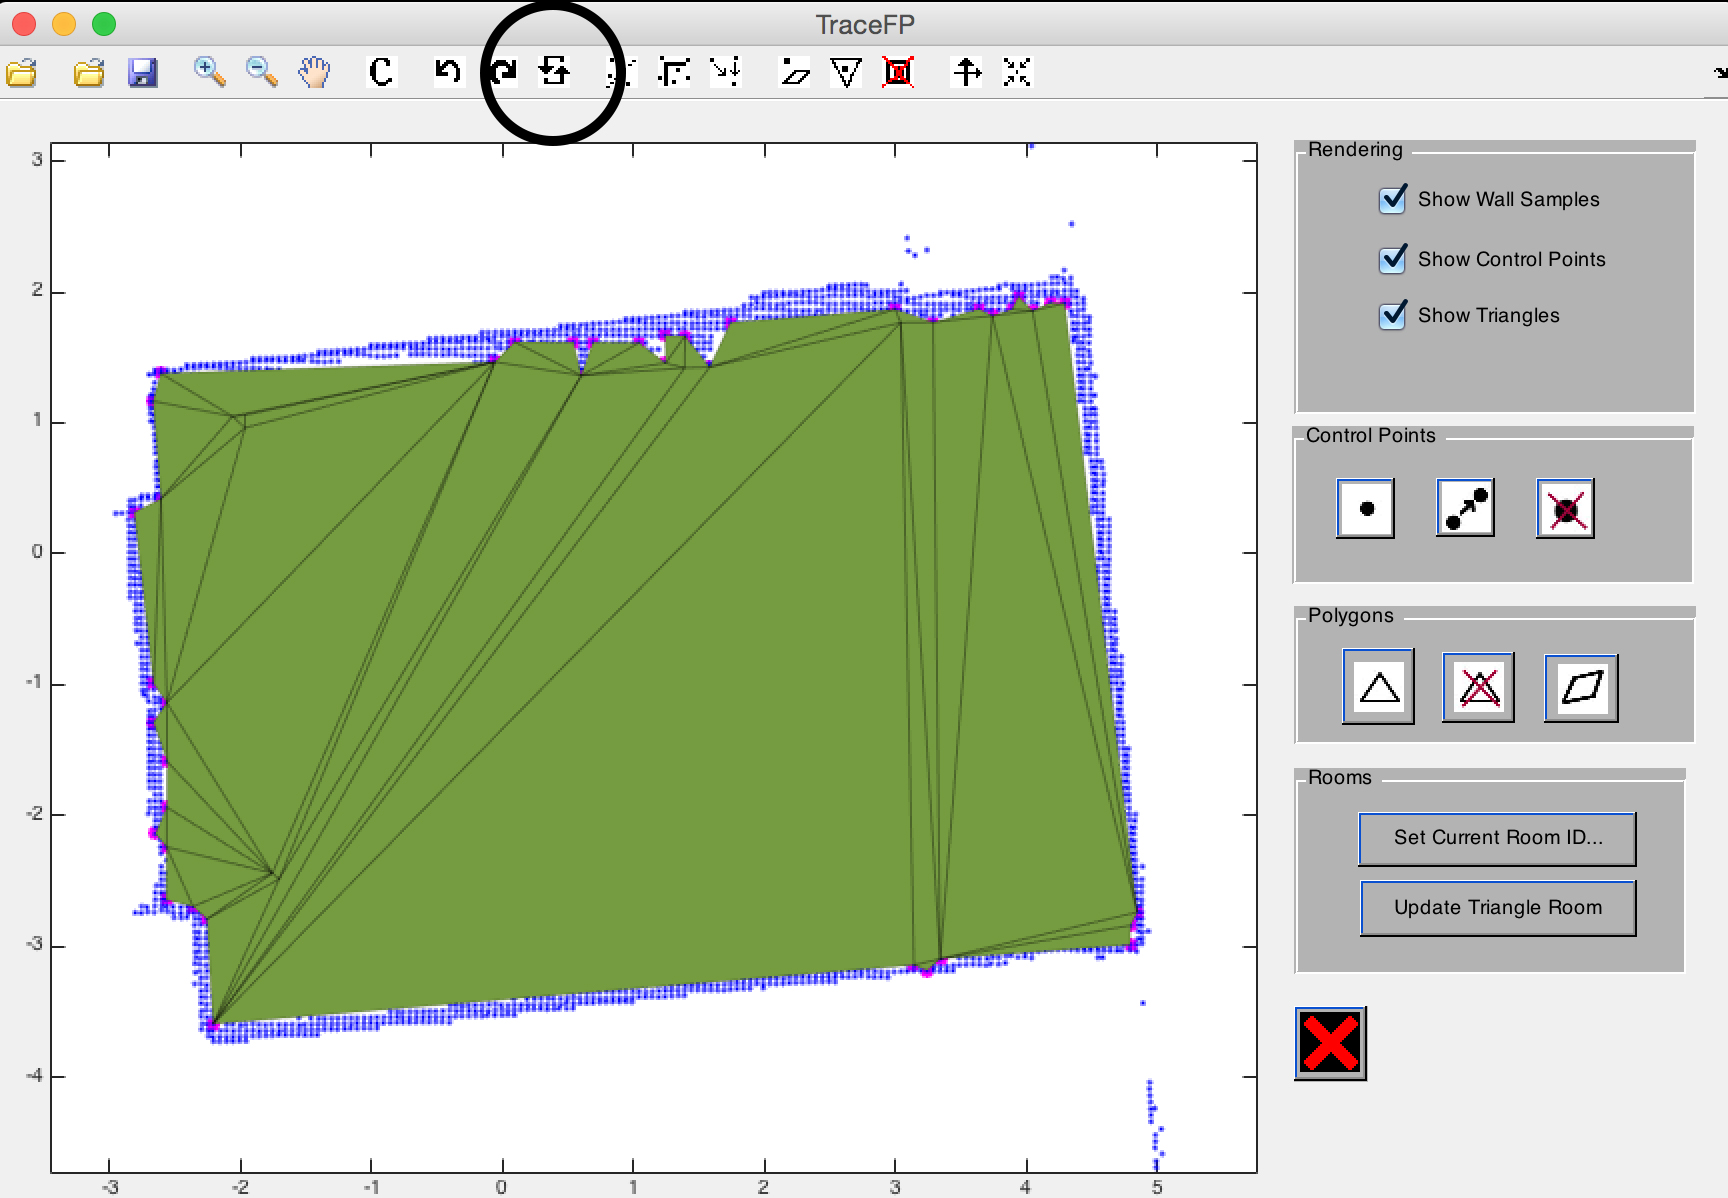 TraceFP
C
3
2
1
0
-1
-2
-3
-4
-3
-2
-1
0
1
2
3
4
5
Rendering
Show Wall Samples
Show Control Points
Show Triangles
Control Points
Polygons
Rooms
Set Current Room ID...
Update Triangle Room